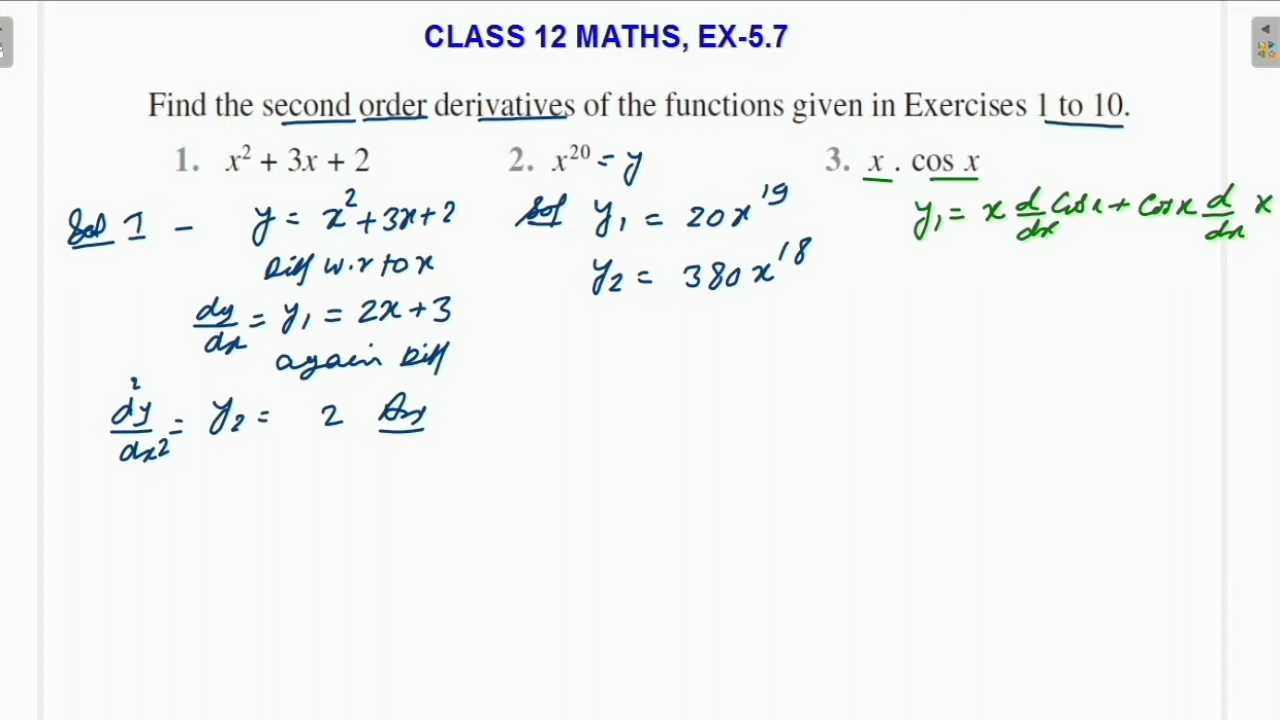 CLASS 12 MATHS, EX-5.7
Find the second order derivatives of the functions given in Exercises 1 to 10.
1. x² + 3x + 2
2. x²⁰ = y
3. x . cos x
Sol 1 - y = x² + 3x + 2
Diff w.r to x
dy/dx = y₁ = 2x + 3
again Diff
d²y/dx² = y₂ = 2 Ans
Sol y₁ = 20x¹⁹
y₂ = 380x¹⁸
y₁ = x d/dx Cos x + Cos x d/dx x